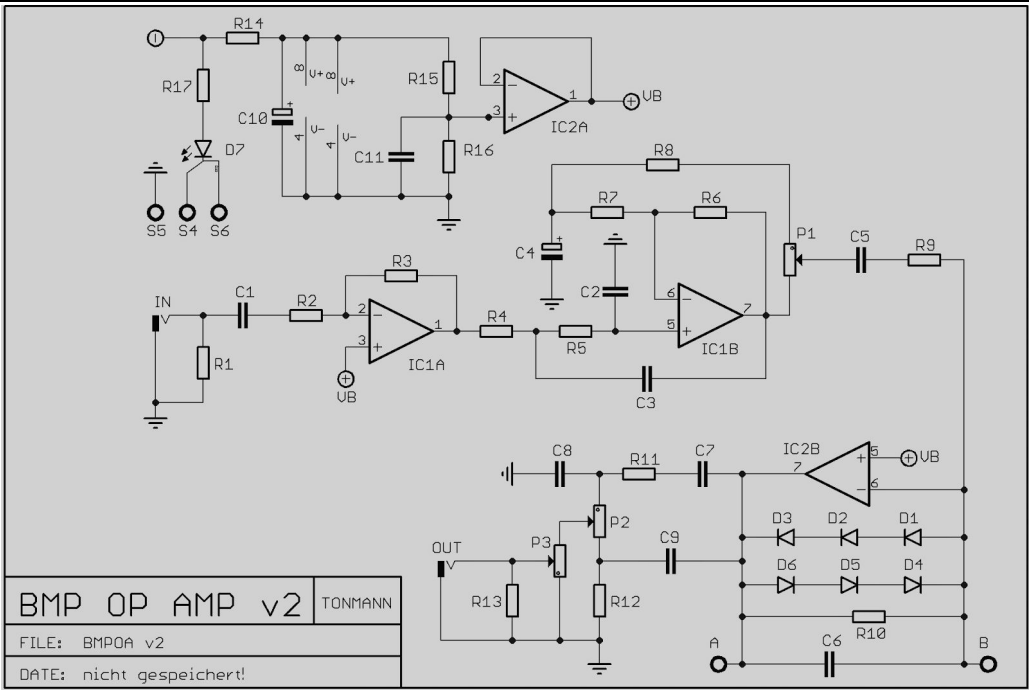 R14
R17
C10
8
V+
8
V+
4
V-
4
V-
R15
C11
R16
2
3
1
IC2A
VB
D7
S5
S4
S6
R8
R7
R6
C4
C2
6
5
7
IC1B
P1
C5
R9
IN
C1
R2
R3
R1
2
3
1
IC1A
VB
R4
R5
C3
C8
R11
C7
IC2B
7
5
6
VB
P2
P3
OUT
C9
D3
D2
D1
D6
D5
D4
R13
R12
R10
C6
A
B
BMP OP AMP v2
TONMANN
FILE: BMPOA v2
DATE: nicht gespeichert!